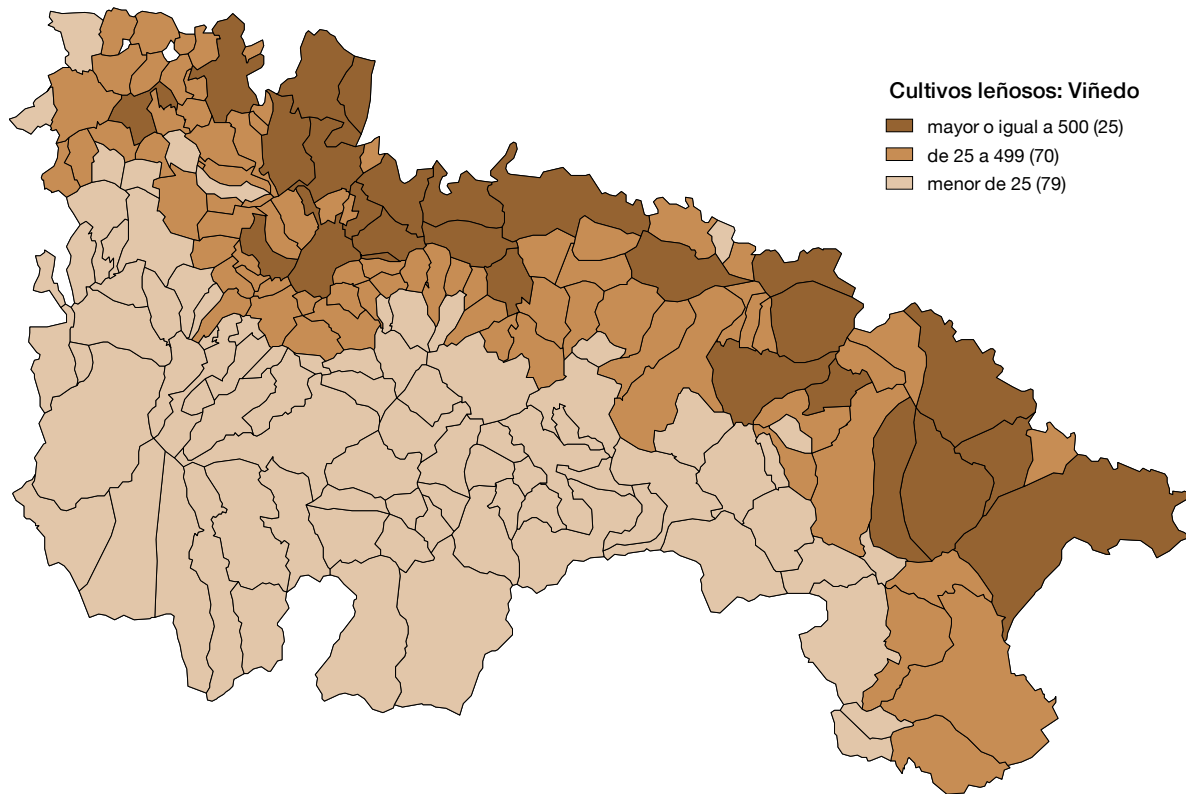 Cultivos leñosos: Viñedo
mayor o igual a 500 (25)
de 25 a 499 (70)
menor de 25 (79)